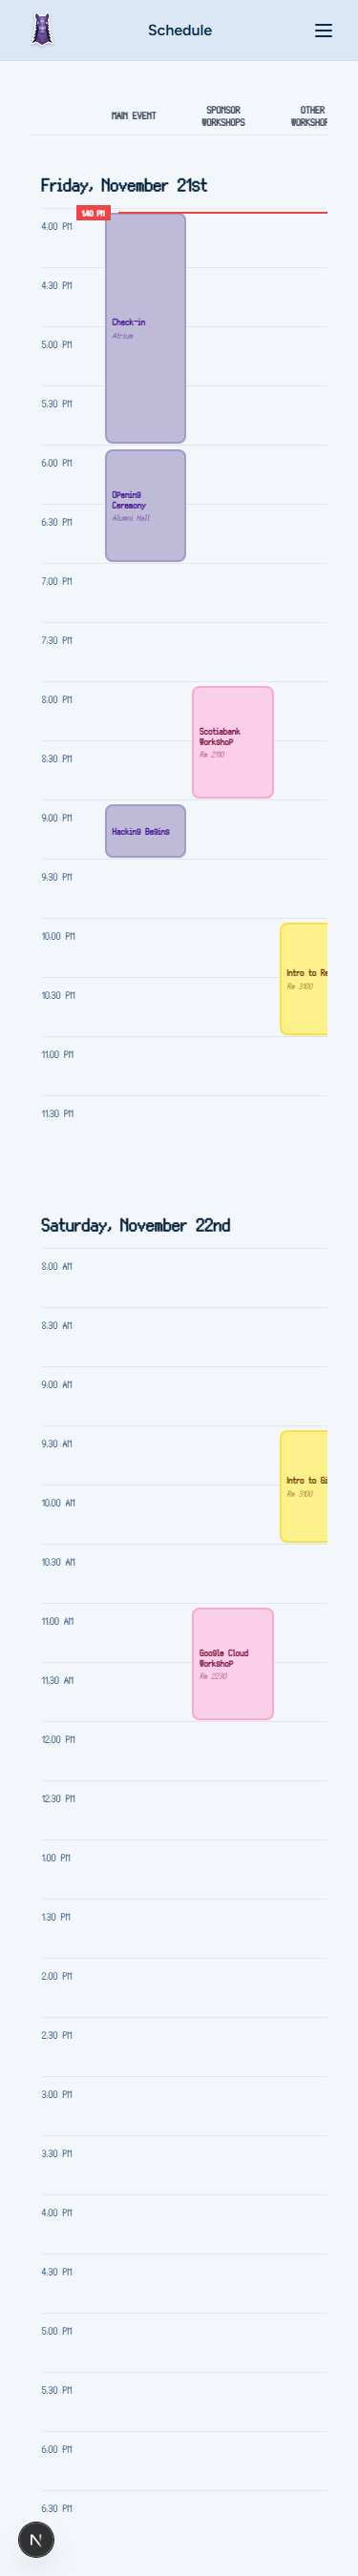 Schedule
MAIN EVENT
SPONSOR
WORKSHOPS
OTHER
Friday, November 21st
1:40 PM
4:00 PM
Check-in
Atrium
4:30 PM
5:00 PM
5:30 PM
6:00 PM
Opening
Ceremony
Alumni Hall
6:30 PM
7:00 PM
7:30 PM
8:00 PM
Scotiabank
Workshop
Rm 2110
8:30 PM
9:00 PM
Hacking Begins
9:30 PM
10:00 PM
Intro to Re
Rm 3100
10:30 PM
11:00 PM
11:30 PM
Saturday, November 22nd
8:00 AM
8:30 AM
9:00 AM
9:30 AM
Intro to Gi
Rm 3100
10:00 AM
10:30 AM
11:00 AM
Google Cloud
Workshop
Rm 2230
11:30 AM
12:00 PM
12:30 PM
1:00 PM
1:30 PM
2:00 PM
2:30 PM
3:00 PM
3:30 PM
4:00 PM
4:30 PM
5:00 PM
5:30 PM
6:00 PM
6:30 PM
N